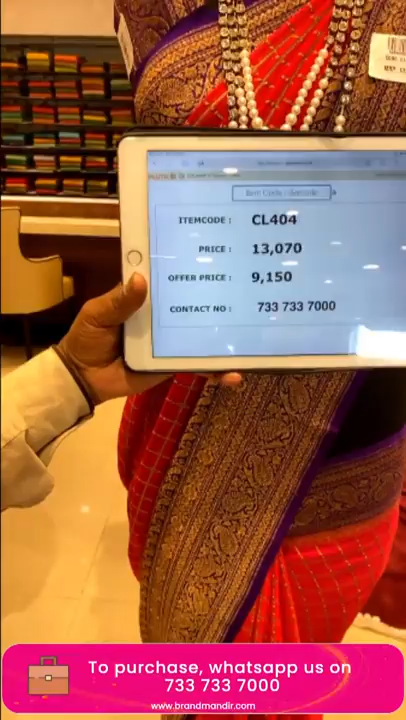 ITEMCODE : CL404
PRICE : 13,070
OFFER PRICE : 9,150
CONTACT NO : 733 733 7000
To purchase, whatsapp us on
733 733 7000
www.brandmandir.com